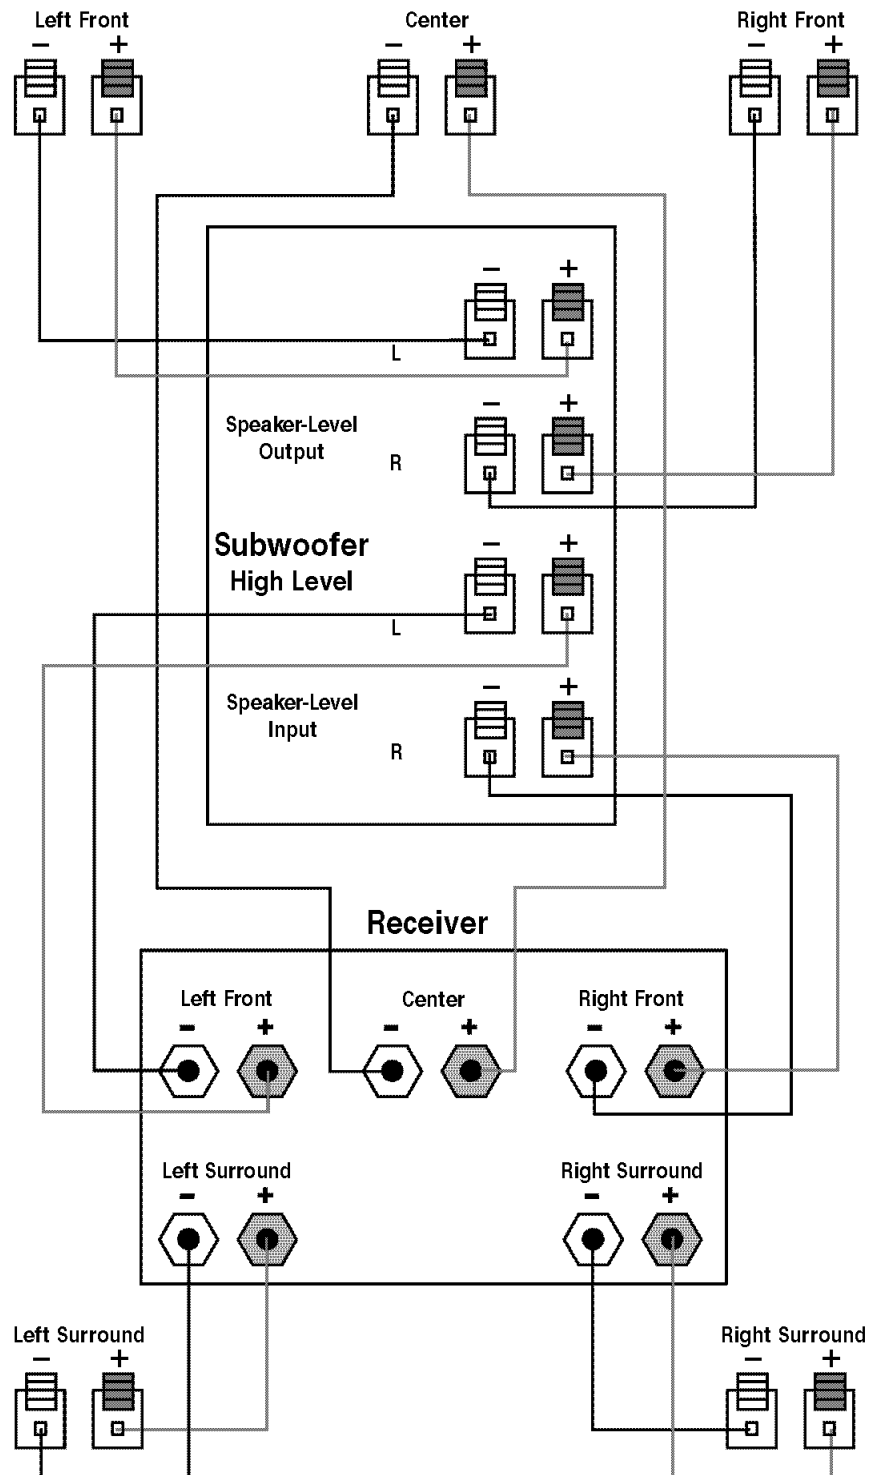 Left Front
Center
Right Front
− +
− +
− +
− +
L
− +
Speaker-Level
Output
R
Subwoofer
High Level
− +
L
− +
Speaker-Level
Input
R
Receiver
Left Front
Center
Right Front
− +
− +
− +
Left Surround
Right Surround
− +
− +
Left Surround
Right Surround
− +
− +